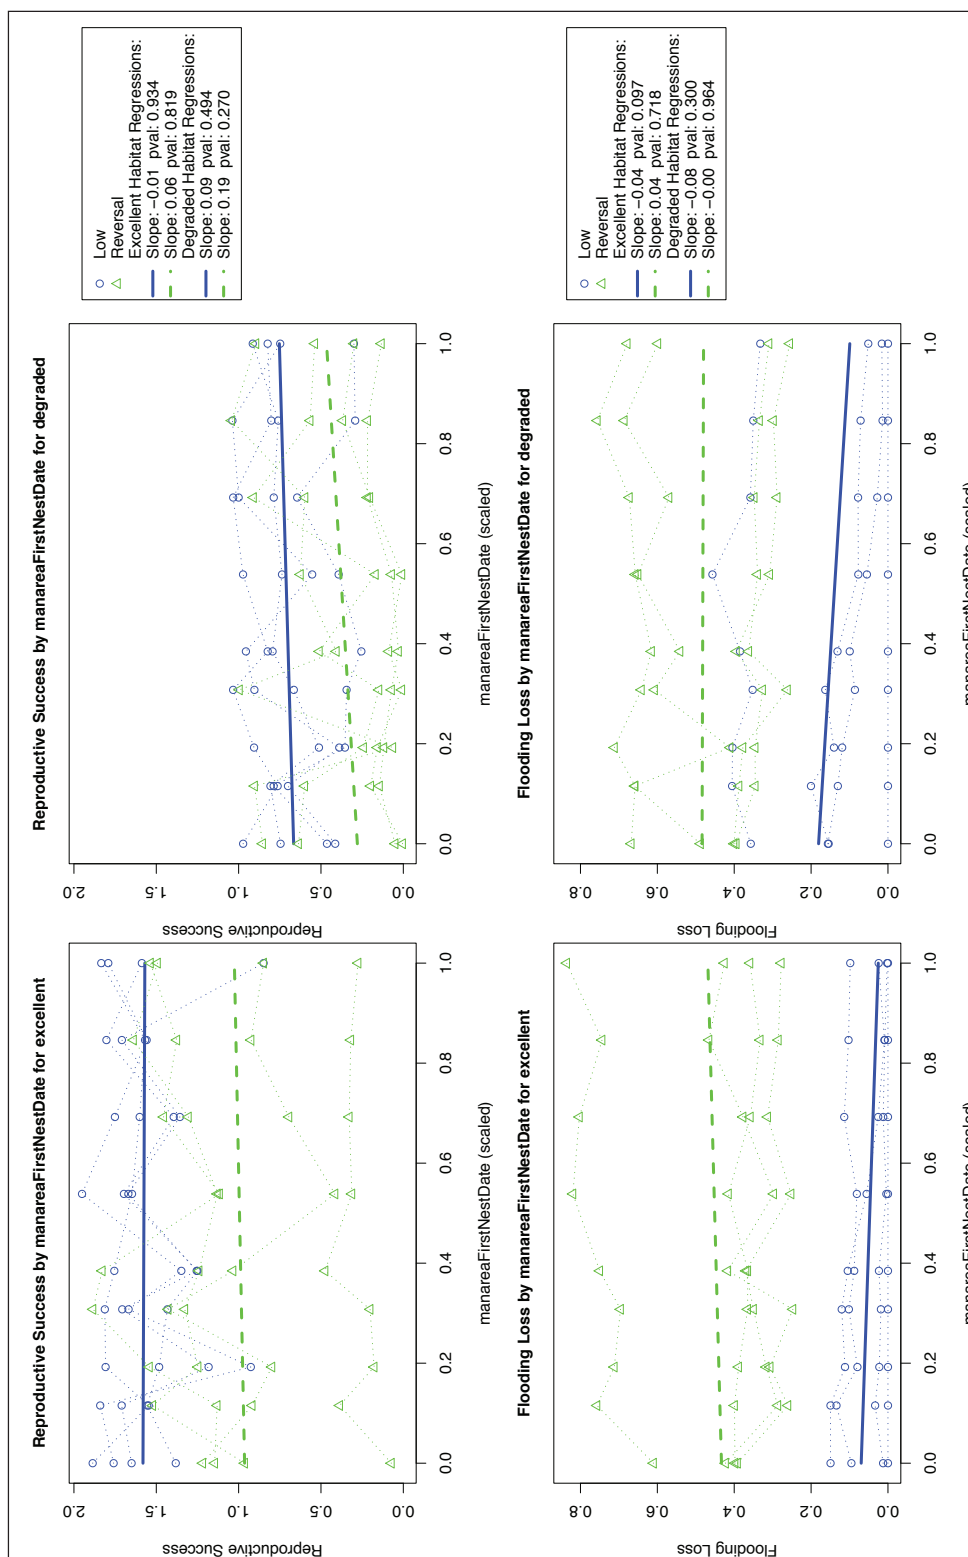 Reproductive Success by manareaFirstNestDate for excellent
Reproductive Success
2.0
1.5
1.0
0.5
0.0
0.0 0.2 0.4 0.6 0.8 1.0
manareaFirstNestDate (scaled)
Reproductive Success by manareaFirstNestDate for degraded
Reproductive Success
2.0
1.5
1.0
0.5
0.0
0.0 0.2 0.4 0.6 0.8 1.0
manareaFirstNestDate (scaled)
Low
Reversal
Excellent Habitat Regressions:
Slope: −0.01 pval: 0.934
Slope: 0.06 pval: 0.819
Degraded Habitat Regressions:
Slope: 0.09 pval: 0.494
Slope: 0.19 pval: 0.270
Flooding Loss by manareaFirstNestDate for excellent
Flooding Loss
0.8
0.6
0.4
0.2
0.0
0.0 0.2 0.4 0.6 0.8 1.0
manareaFirstNestDate (scaled)
Flooding Loss by manareaFirstNestDate for degraded
Flooding Loss
0.8
0.6
0.4
0.2
0.0
0.0 0.2 0.4 0.6 0.8 1.0
manareaFirstNestDate (scaled)
Low
Reversal
Excellent Habitat Regressions:
Slope: −0.04 pval: 0.097
Slope: 0.04 pval: 0.718
Degraded Habitat Regressions:
Slope: −0.08 pval: 0.300
Slope: −0.00 pval: 0.964